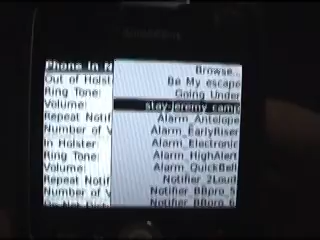 Phone in N
Out of Holst
Ring Tone:
Volume:
Repeat Notif
Number of V
In Holster:
Ring Tone:
Volume:
Repeat Notif
Number of V
Browse...
Be My escape
Going Under
stay-jeremy camp
Alarm_Antelope
Alarm_EarlyRiser
Alarm_Electronic
Alarm_HighAlert
Alarm_QuickBell
Notifier_2Loud
Notifier_BBpro_5
Notifier_BBpro_6